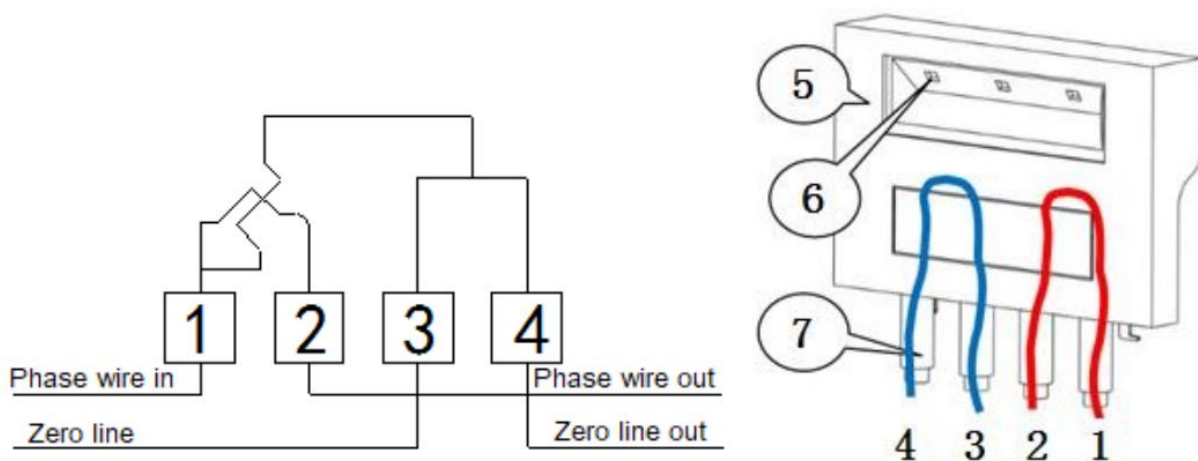 1 2 3 4
Phase wire in
Phase wire out
Zero line
Zero line out
5
6
7
4 3 2 1